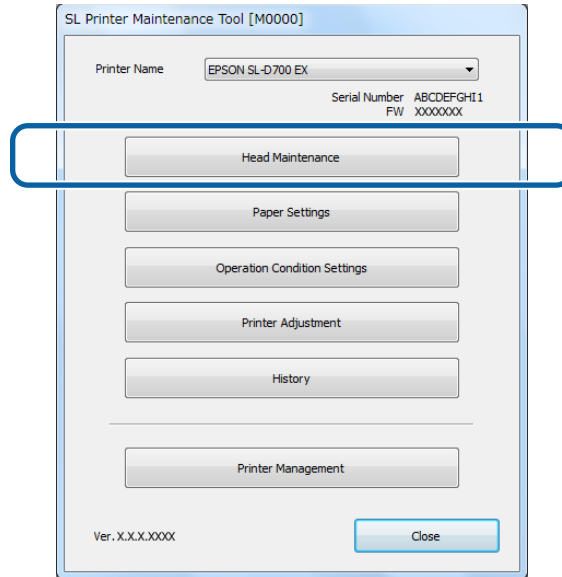 SL Printer Maintenance Tool [M0000]
Printer Name EPSON SL-D700 EX
Serial Number ABCDEFGHI1
FW XXXXXXX
Head Maintenance
Paper Settings
Operation Condition Settings
Printer Adjustment
History
Printer Management
Ver.X.X.X.XXXX Close